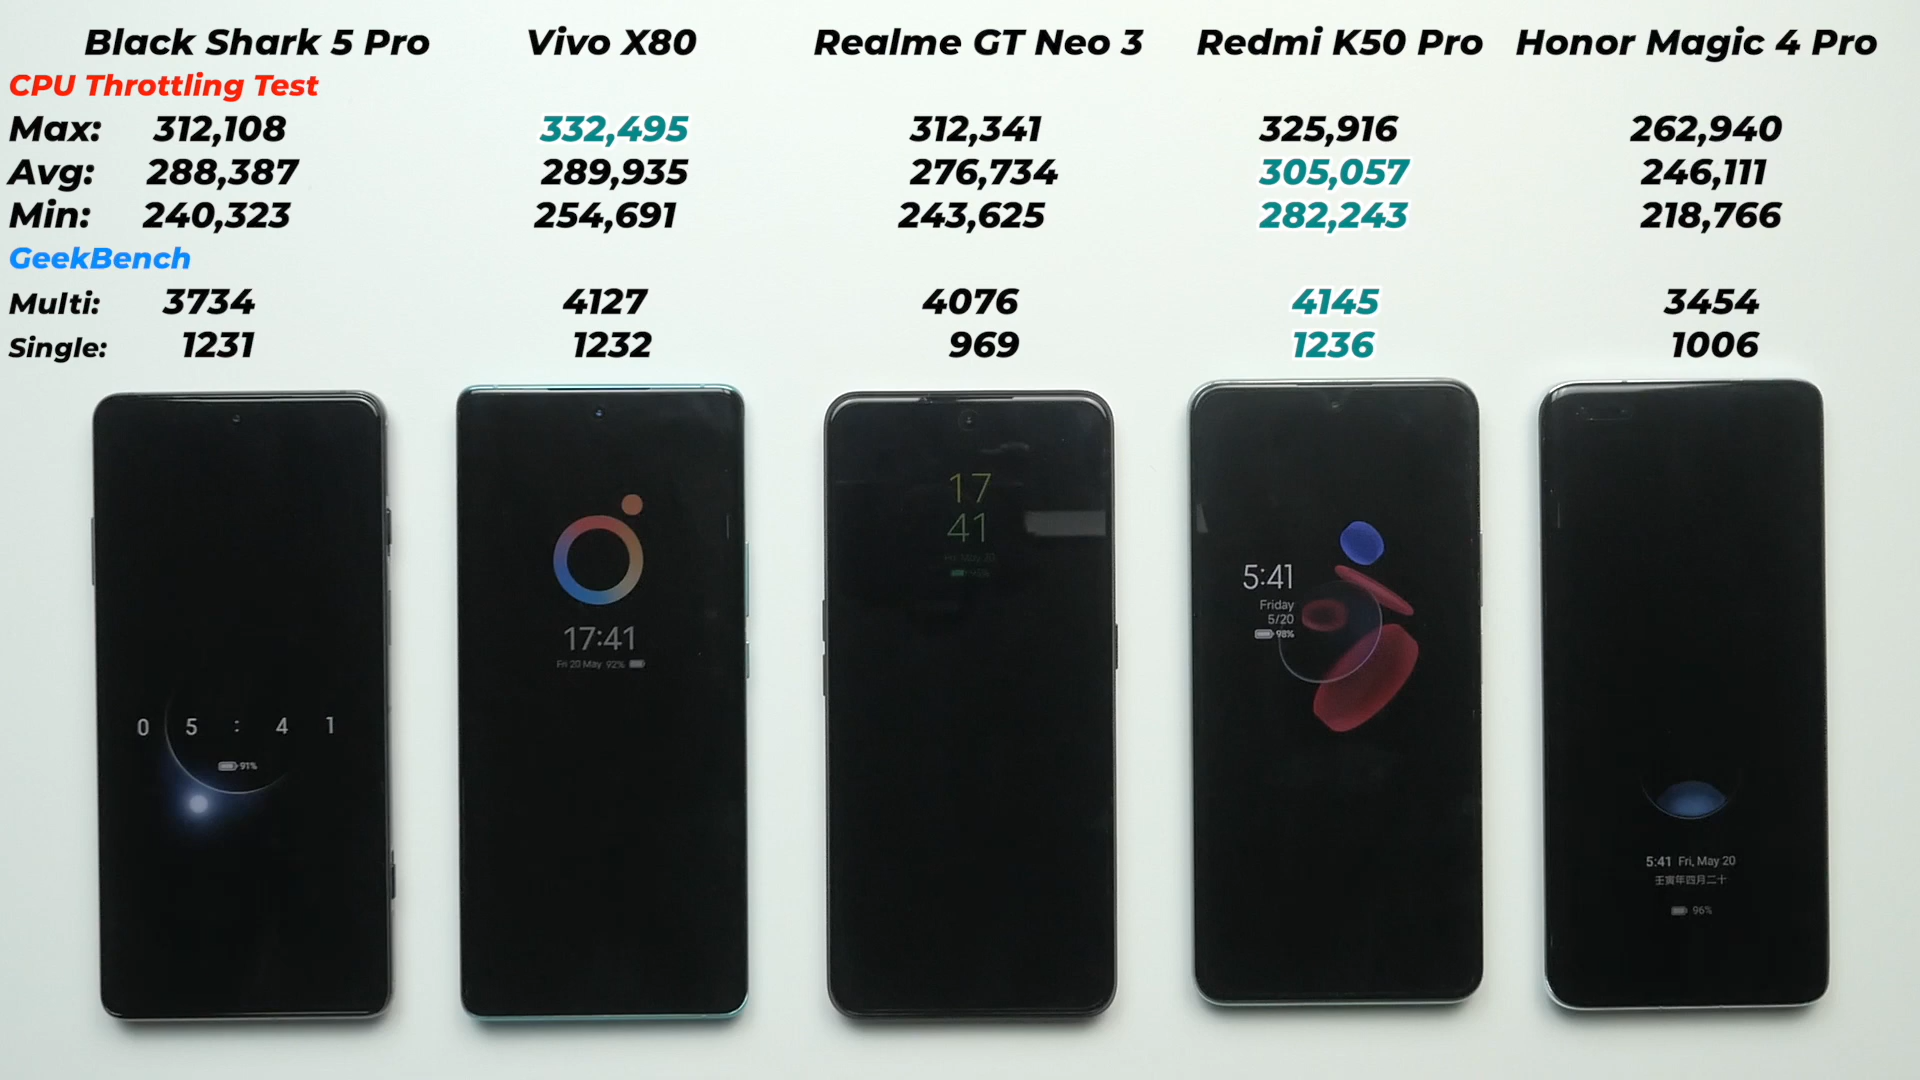 Black Shark 5 Pro Vivo X80 Realme GT Neo 3 Redmi K50 Pro Honor Magic 4 Pro
CPU Throttling Test
Max: 312,108 332,495 312,341 325,916 262,940
Avg: 288,387 289,935 276,734 305,057 246,111
Min: 240,323 254,691 243,625 282,243 218,766
GeekBench
Multi: 3734 4127 4076 4145 3454
Single: 1231 1232 969 1236 1006
0 5 : 4 1
91%
17:41
Fri 20 May 92%
17
41
5:41
Friday
5/20
98%
5:41 Fri, May 20
壬寅年四月二十
96%